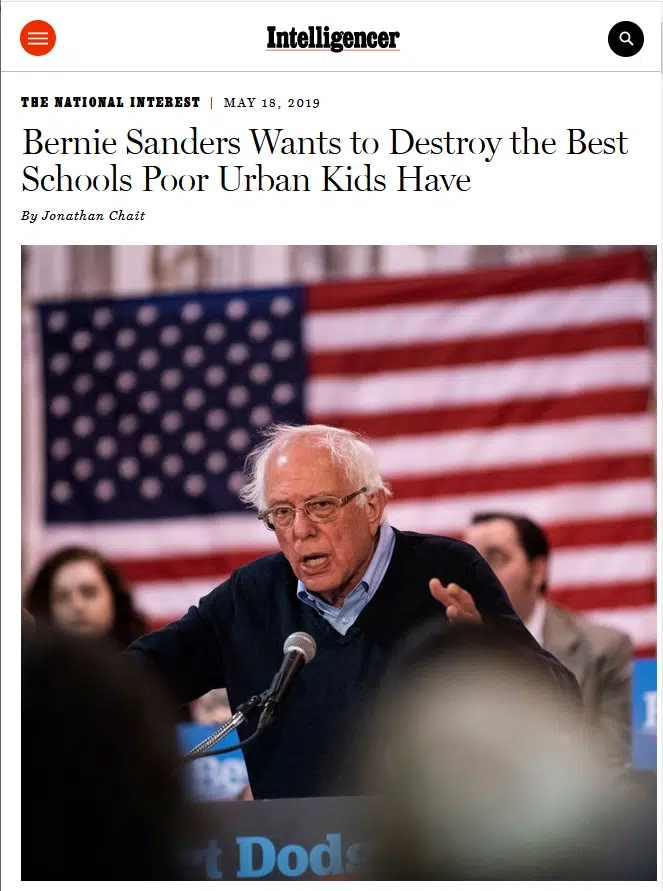 Intelligencer
THE NATIONAL INTEREST | MAY 18, 2019
Bernie Sanders Wants to Destroy the Best
Schools Poor Urban Kids Have
By Jonathan Chait
Be
t Dodg